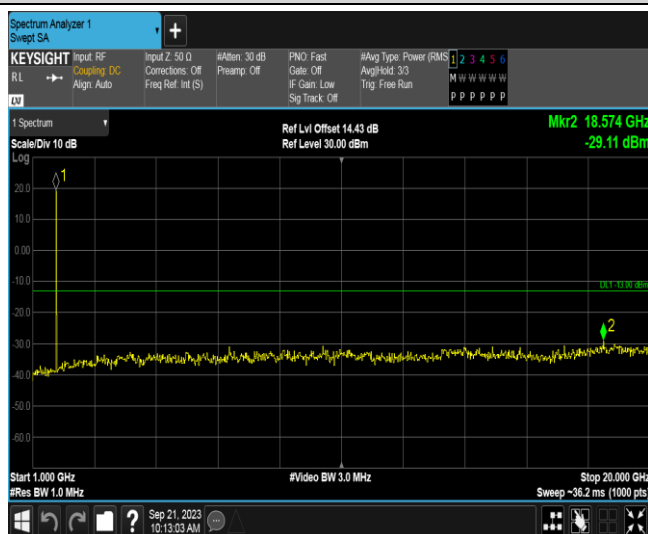 Spectrum Analyzer 1
Swept SA
+
KEYSIGHT
RL
LXI
Input: RF
Coupling: DC
Align: Auto
Input Z: 50 Ω
Corrections: Off
Freq Ref: Int (S)
#Atten: 30 dB
Preamp: Off
PNO: Fast
Gate: Off
IF Gain: Low
Sig Track: Off
#Avg Type: Power (RMS
Avg|Hold: 3/3
Trig: Free Run
1 2 3 4 5 6
M W W W W W
P P P P P P
1 Spectrum
Scale/Div 10 dB
Log
Ref Lvl Offset 14.43 dB
Ref Level 30.00 dBm
Mkr2 18.574 GHz
-29.11 dBm
1
20.0
10.0
0.00
-10.0
DL1 -13.00 dBm
2
-20.0
-30.0
-40.0
-50.0
-60.0
Start 1.000 GHz
#Res BW 1.0 MHz
#Video BW 3.0 MHz
Stop 20.000 GHz
Sweep ~36.2 ms (1000 pts)
?
Sep 21, 2023
10:13:03 AM